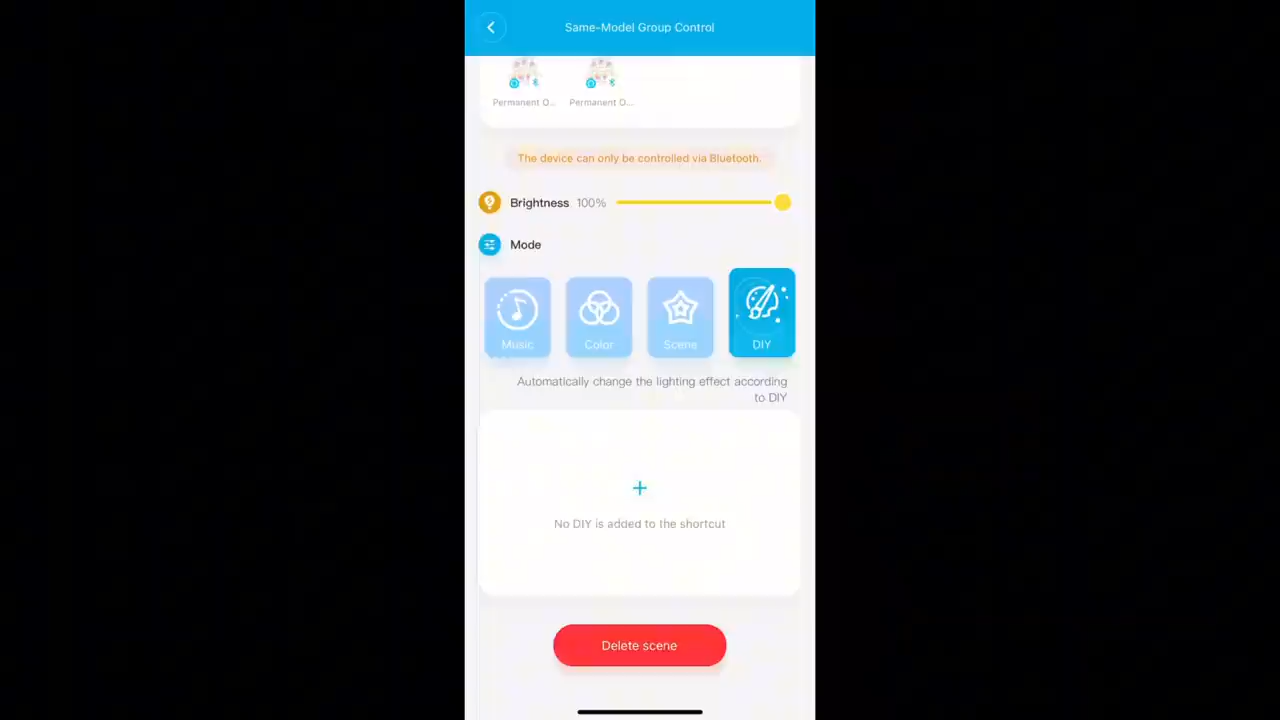 Same-Model Group Control
Permanent O... Permanent O...
The device can only be controlled via Bluetooth.
Brightness 100%
Mode
Music Color Scene DIY
Automatically change the lighting effect according
to DIY
+
No DIY is added to the shortcut
Delete scene